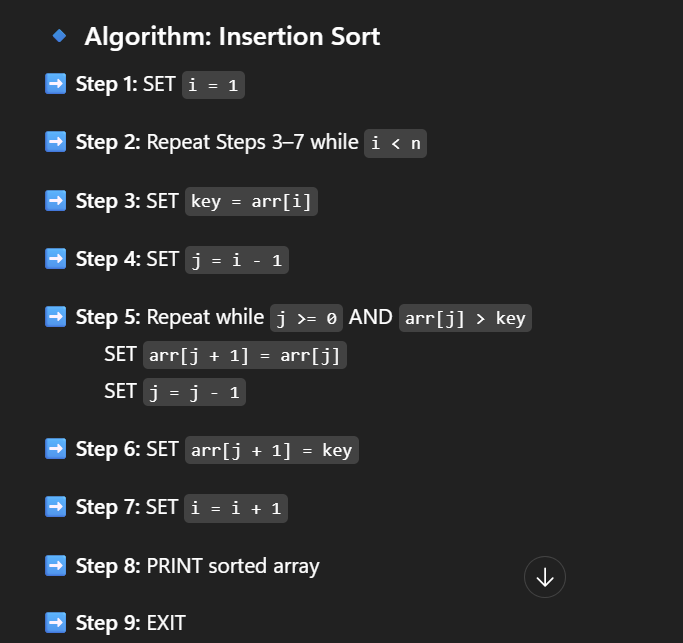 Algorithm: Insertion Sort
Step 1: SET i = 1
Step 2: Repeat Steps 3–7 while i < n
Step 3: SET key = arr[i]
Step 4: SET j = i - 1
Step 5: Repeat while j >= 0 AND arr[j] > key
SET arr[j + 1] = arr[j]
SET j = j - 1
Step 6: SET arr[j + 1] = key
Step 7: SET i = i + 1
Step 8: PRINT sorted array
Step 9: EXIT